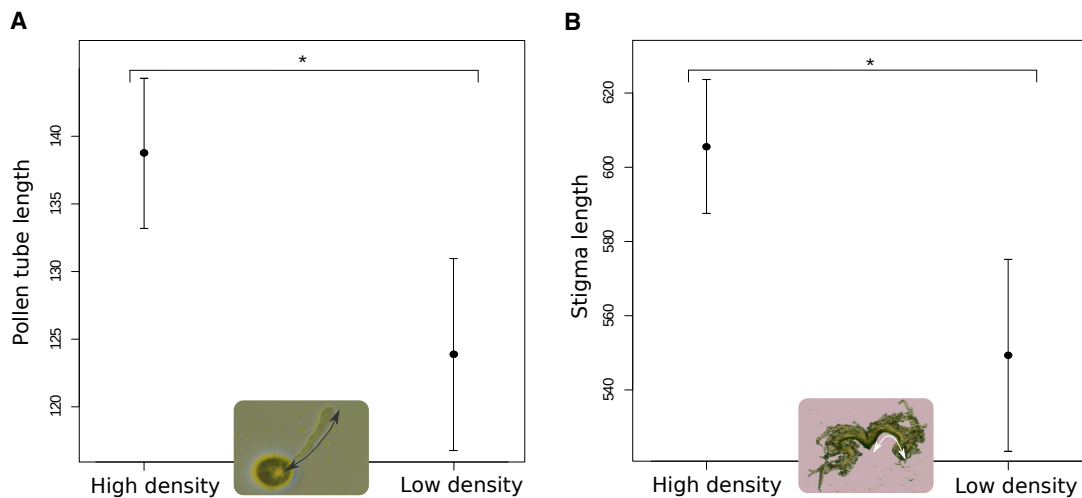 A
*
Pollen tube length
140
135
130
125
120
High density
Low density
B
*
Stigma length
620
600
580
560
540
High density
Low density